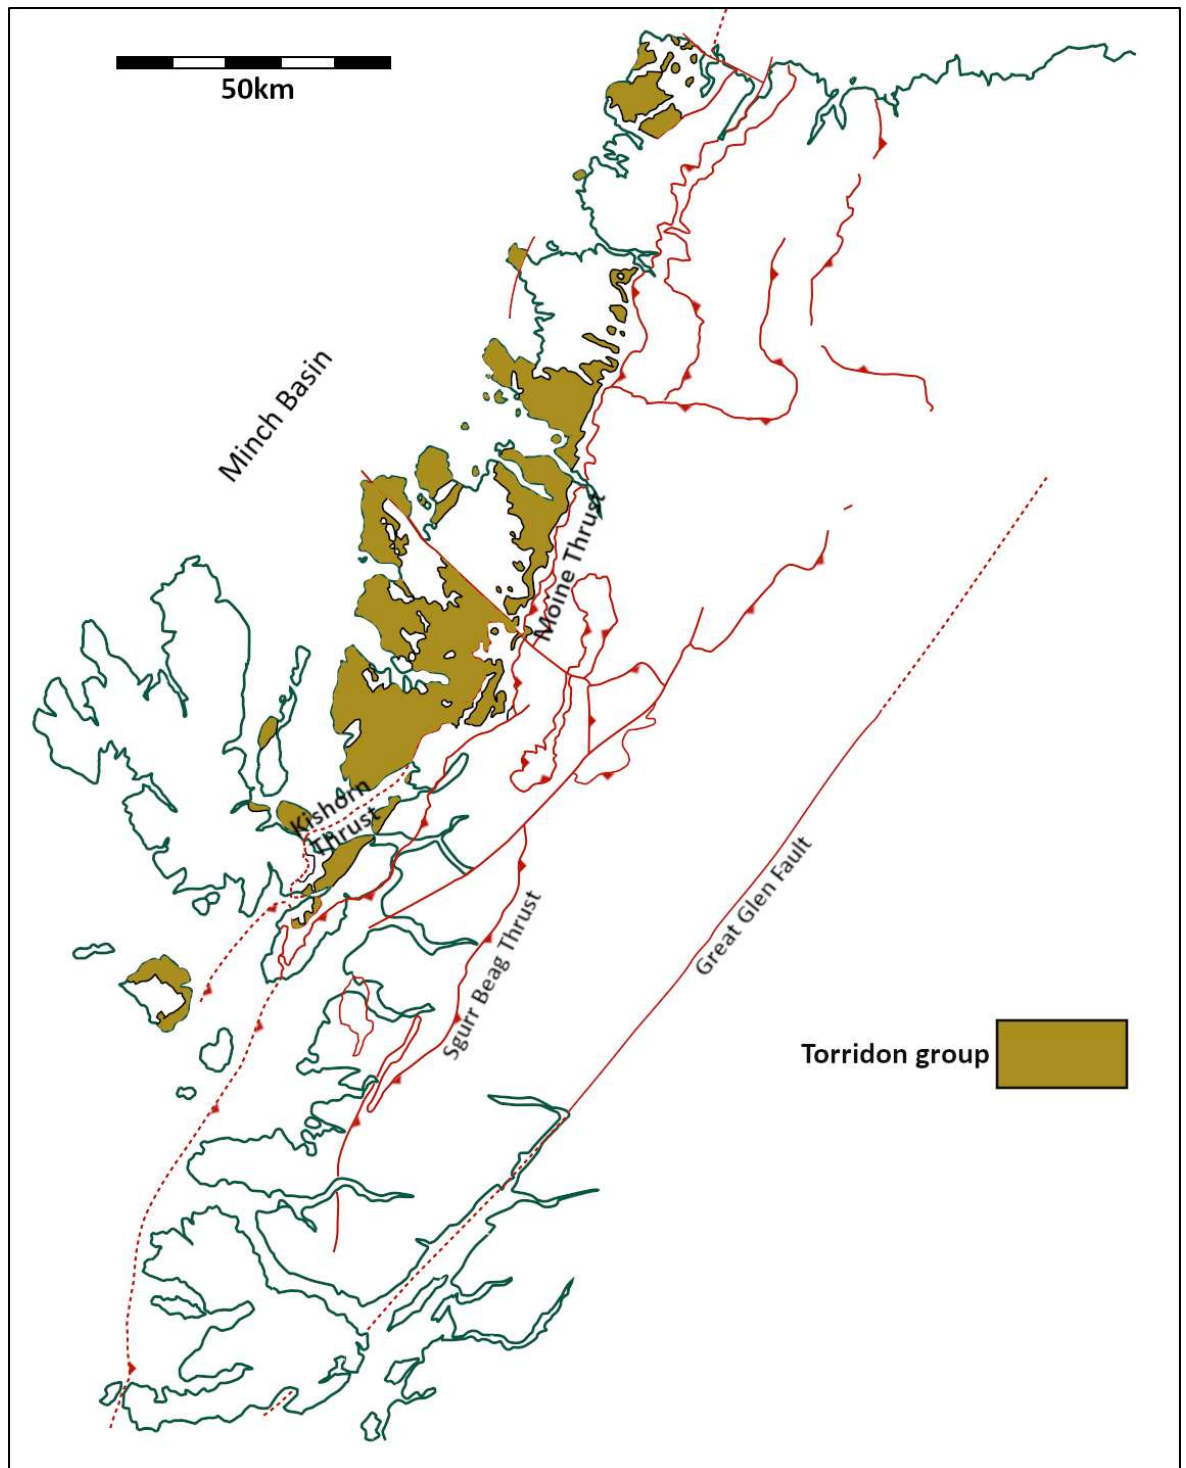 50km
Minch Basin
Moine Thrust
Kishorn
Thrust
Sgurr Beag Thrust
Great Glen Fault
Torridon group